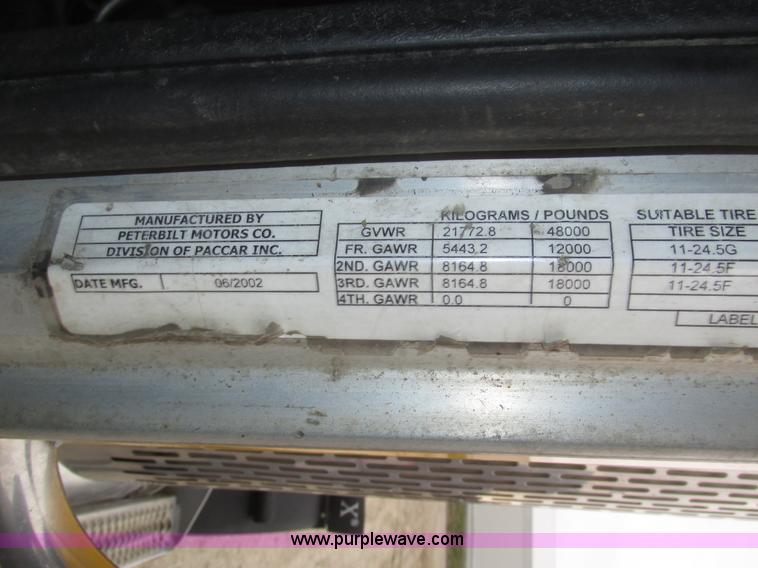 MANUFACTURED BY
PETERBILT MOTORS CO.
DIVISION OF PACCAR INC.
DATE MFG. 06/2002
KILOGRAMS / POUNDS
GVWR 21772.8 48000
FR. GAWR 5443.2 12000
2ND. GAWR 8164.8 18000
3RD. GAWR 8164.8 18000
4TH. GAWR 0.0 0
SUITABLE TIRE
TIRE SIZE
11-24.5G
11-24.5F
11-24.5F
LABEL
X
www.purplewave.com